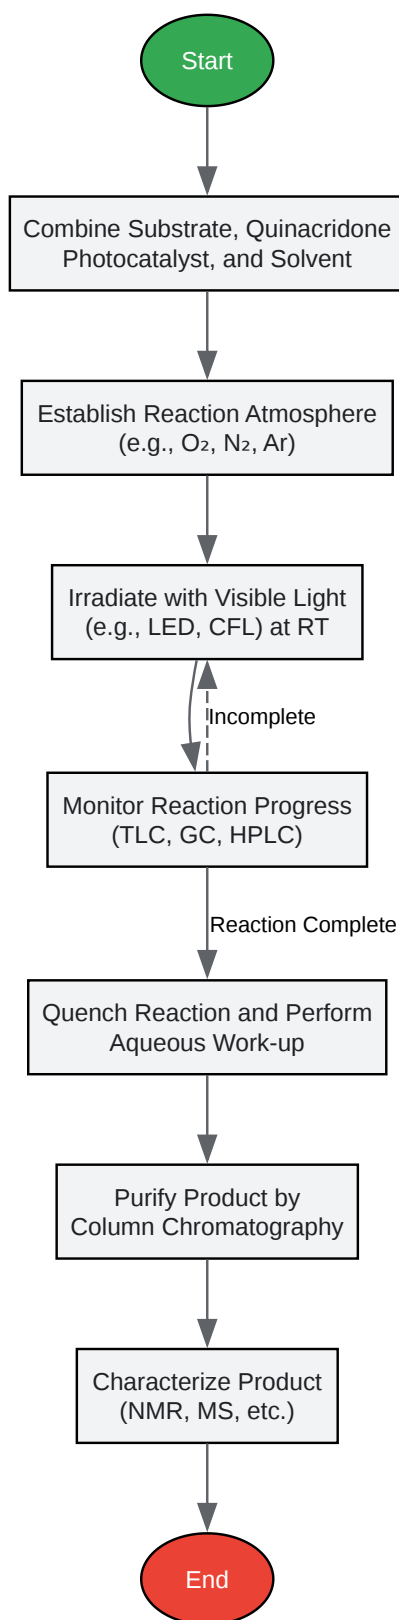 Start
Combine Substrate, Quinacridone
Photocatalyst, and Solvent
Establish Reaction Atmosphere
(e.g., O₂, N₂, Ar)
Irradiate with Visible Light
(e.g., LED, CFL) at RT
Incomplete
Monitor Reaction Progress
(TLC, GC, HPLC)
Reaction Complete
Quench Reaction and Perform
Aqueous Work-up
Purify Product by
Column Chromatography
Characterize Product
(NMR, MS, etc.)
End